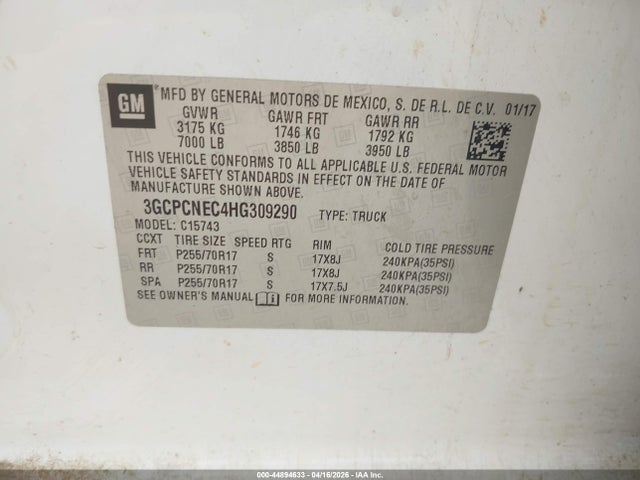 GM
*MFD BY GENERAL MOTORS DE MEXICO, S. DE R.L. DE C.V. 01/17
GVWR GAWR FRT GAWR RR
3175 KG 1746 KG 1792 KG
7000 LB 3850 LB 3950 LB
THIS VEHICLE CONFORMS TO ALL APPLICABLE U.S. FEDERAL MOTOR
VEHICLE SAFETY STANDARDS IN EFFECT ON THE DATE OF
MANUFACTURE SHOWN ABOVE.
3GCPCNEC4HG309290 TYPE: TRUCK
MODEL: C15743
CCXT TIRE SIZE SPEED RTG RIM COLD TIRE PRESSURE
FRT P255/70R17 S 17X8J 240KPA(35PSI)
RR P255/70R17 S 17X8J 240KPA(35PSI)
SPA P255/70R17 S 17X7.5J 240KPA(35PSI)
SEE OWNER'S MANUAL FOR MORE INFORMATION.
000-44894633 - 04/16/2026 - IAA Inc.